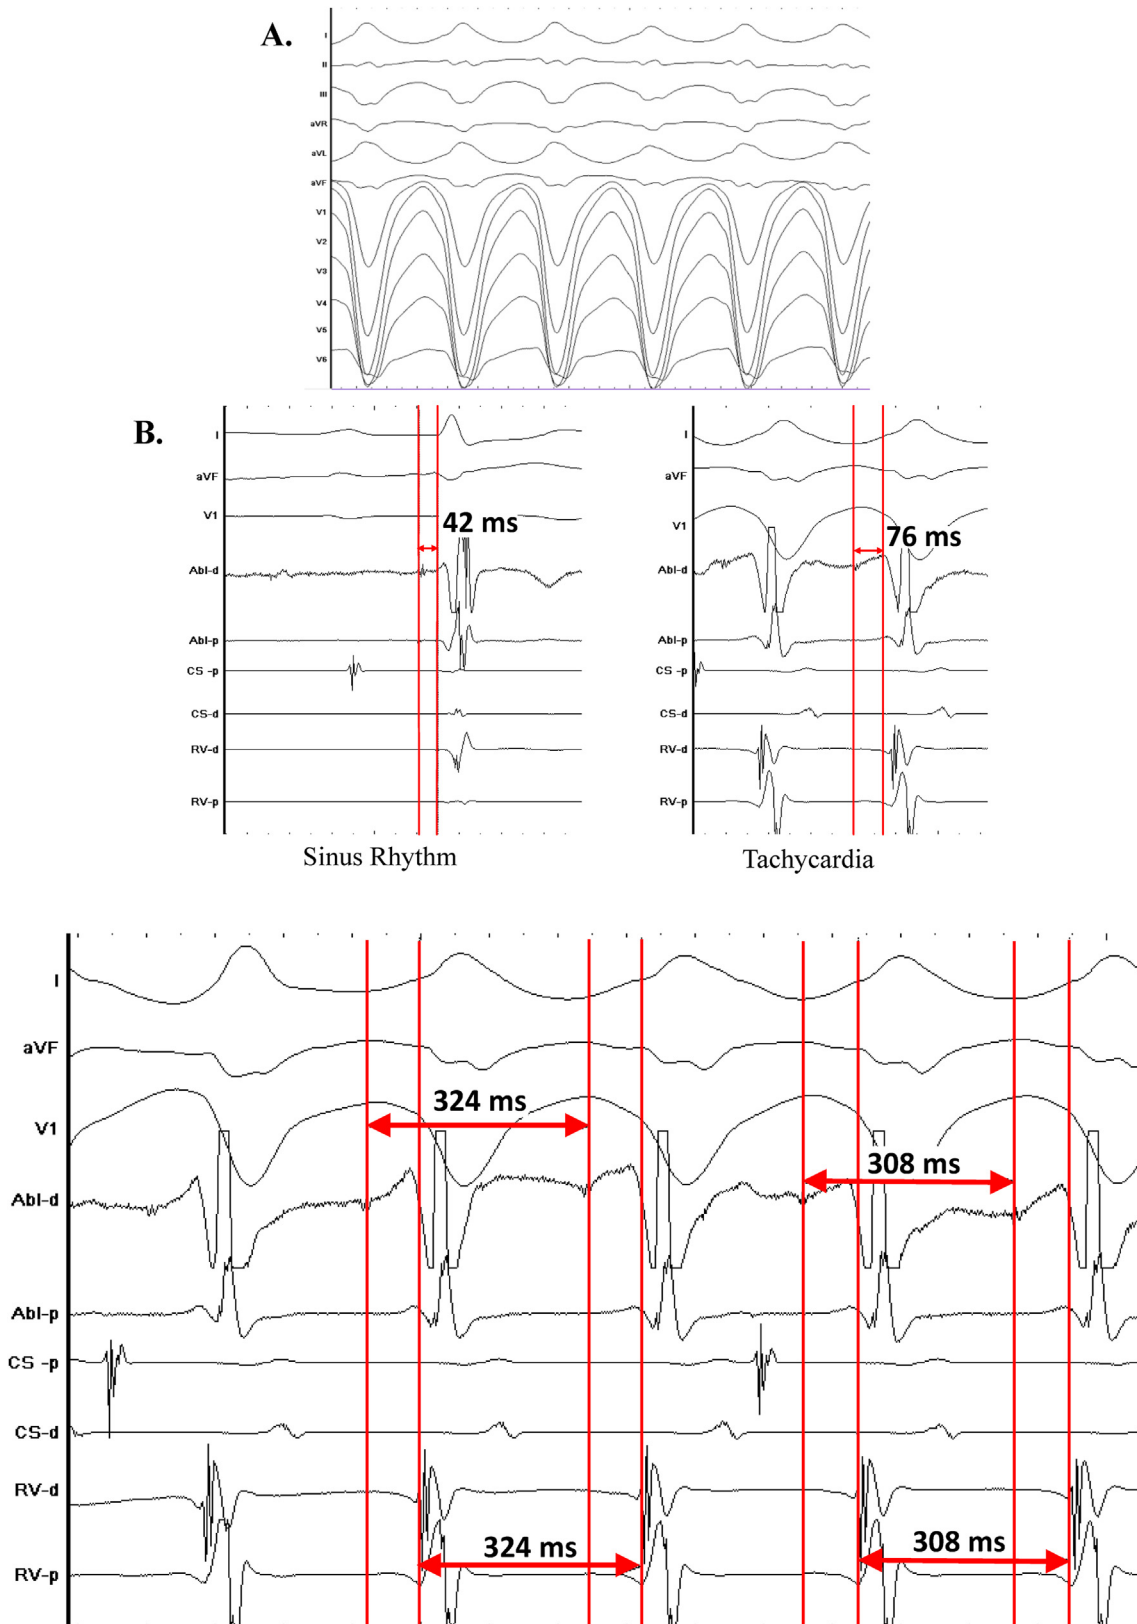 A.
I
II
III
aVR
aVL
aVF
V1
V2
V3
V4
V5
V6
B.
I
aVF
V1
42 ms
Abl-d
Abl-p
CS -p
CS-d
RV-d
RV-p
Sinus Rhythm
I
aVF
V1
76 ms
Abl-d
Abl-p
CS -p
CS-d
RV-d
RV-p
Tachycardia
I
aVF
324 ms
V1
308 ms
Abl-d
Abl-p
CS -p
CS-d
RV-d
324 ms
308 ms
RV-p